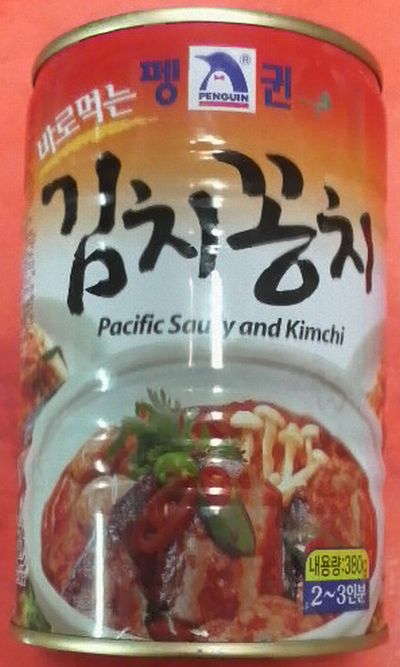 펭 PENGUIN ® 귄
바로먹는
김치꽁치
Pacific Saury and Kimchi
내용량:380g
2~3인분